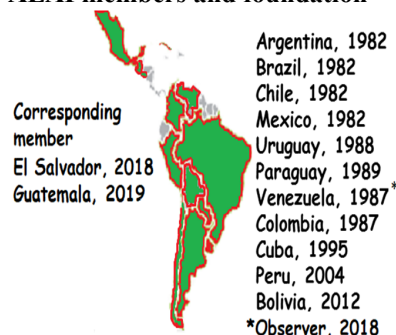 ALAP members and foundation
Corresponding
member
El Salvador, 2018
Guatemala, 2019
Argentina, 1982
Brazil, 1982
Chile, 1982
Mexico, 1982
Uruguay, 1988
Paraguay, 1989
Venezuela, 1987*
Colombia, 1987
Cuba, 1995
Peru, 2004
Bolivia, 2012
*Observer, 2018